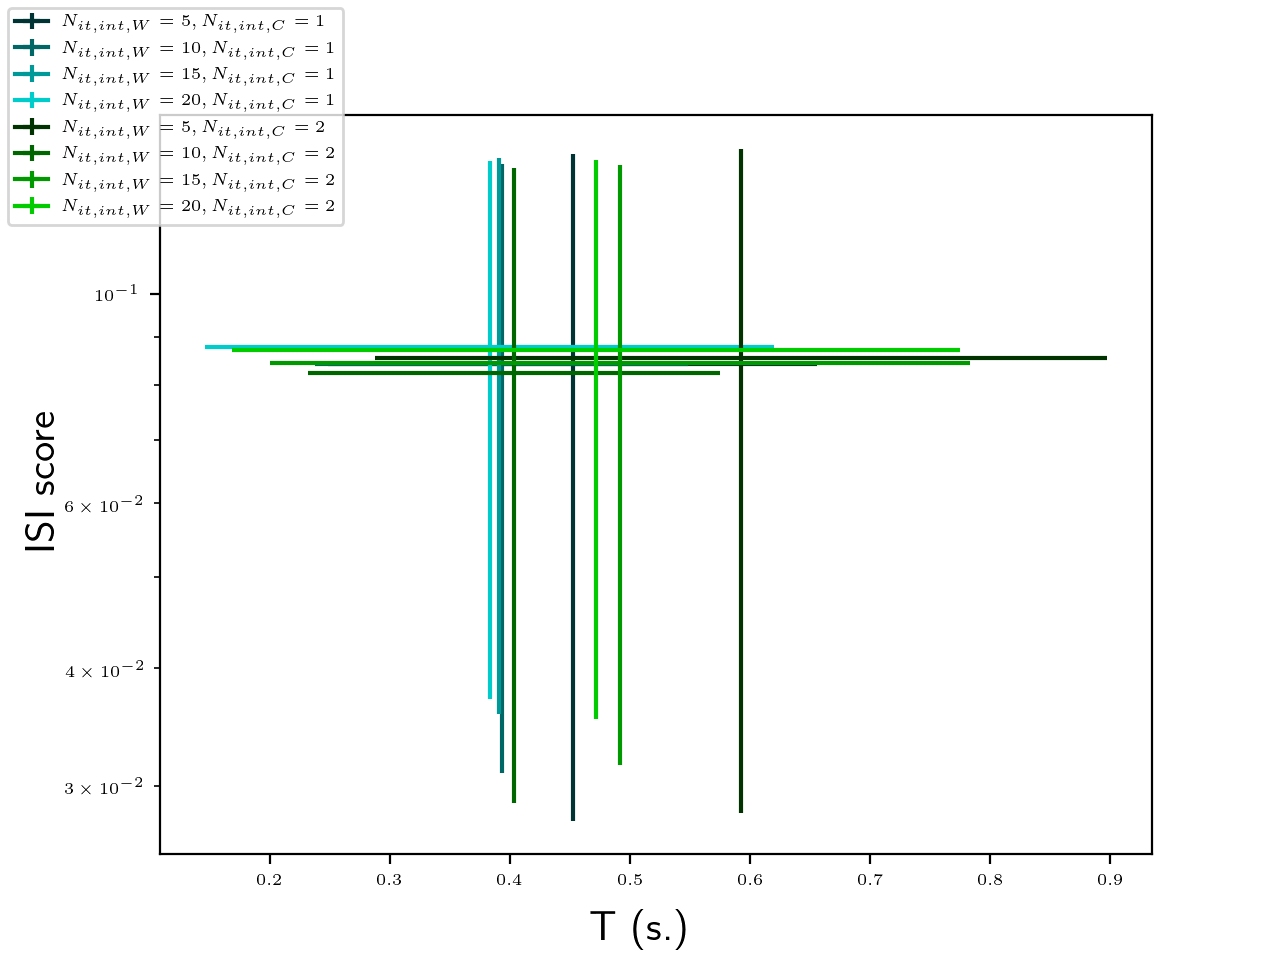 N_{it,int,W} = 5, N_{it,int,C} = 1
N_{it,int,W} = 10, N_{it,int,C} = 1
N_{it,int,W} = 15, N_{it,int,C} = 1
N_{it,int,W} = 20, N_{it,int,C} = 1
N_{it,int,W} = 5, N_{it,int,C} = 2
N_{it,int,W} = 10, N_{it,int,C} = 2
N_{it,int,W} = 15, N_{it,int,C} = 2
N_{it,int,W} = 20, N_{it,int,C} = 2
10^{-1}
6 × 10^{-2}
4 × 10^{-2}
3 × 10^{-2}
ISI score
0.2 0.3 0.4 0.5 0.6 0.7 0.8 0.9
T (s.)